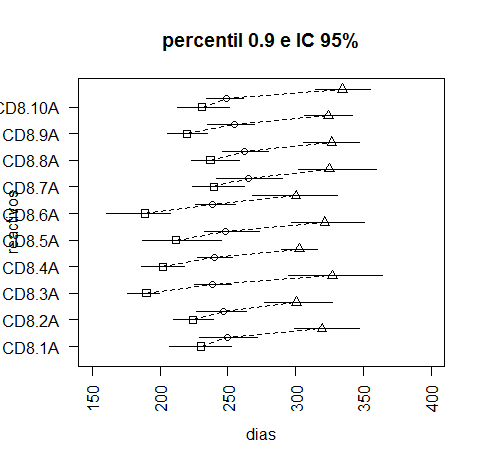 percentil 0.9 e IC 95%
CD8.10A
CD8.9A
CD8.8A
CD8.7A
CD8.6A
CD8.5A
CD8.4A
CD8.3A
CD8.2A
CD8.1A
reactivos
150 200 250 300 350 400
dias